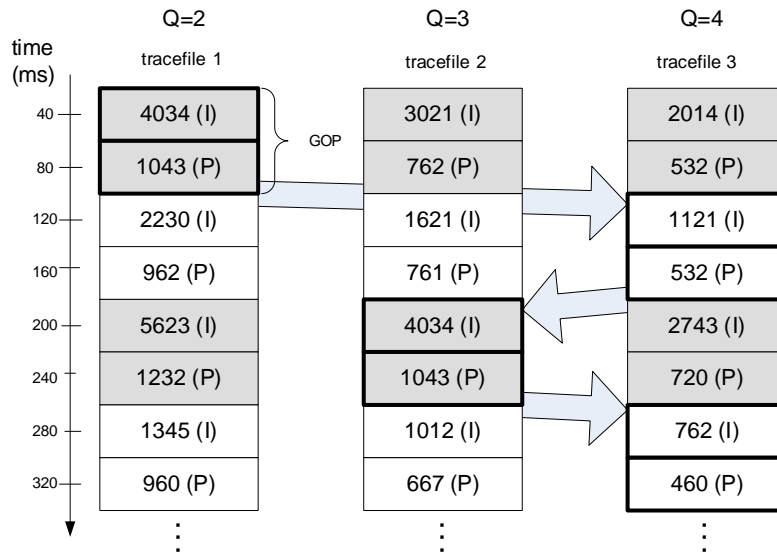 Q=2 Q=3 Q=4
time
(ms)
tracefile 1 tracefile 2 tracefile 3
40 4034 (I) 3021 (I) 2014 (I)
GOP
80 1043 (P) 762 (P) 532 (P)
120 2230 (I) 1621 (I) 1121 (I)
160 962 (P) 761 (P) 532 (P)
200 5623 (I) 4034 (I) 2743 (I)
240 1232 (P) 1043 (P) 720 (P)
280 1345 (I) 1012 (I) 762 (I)
320 960 (P) 667 (P) 460 (P)